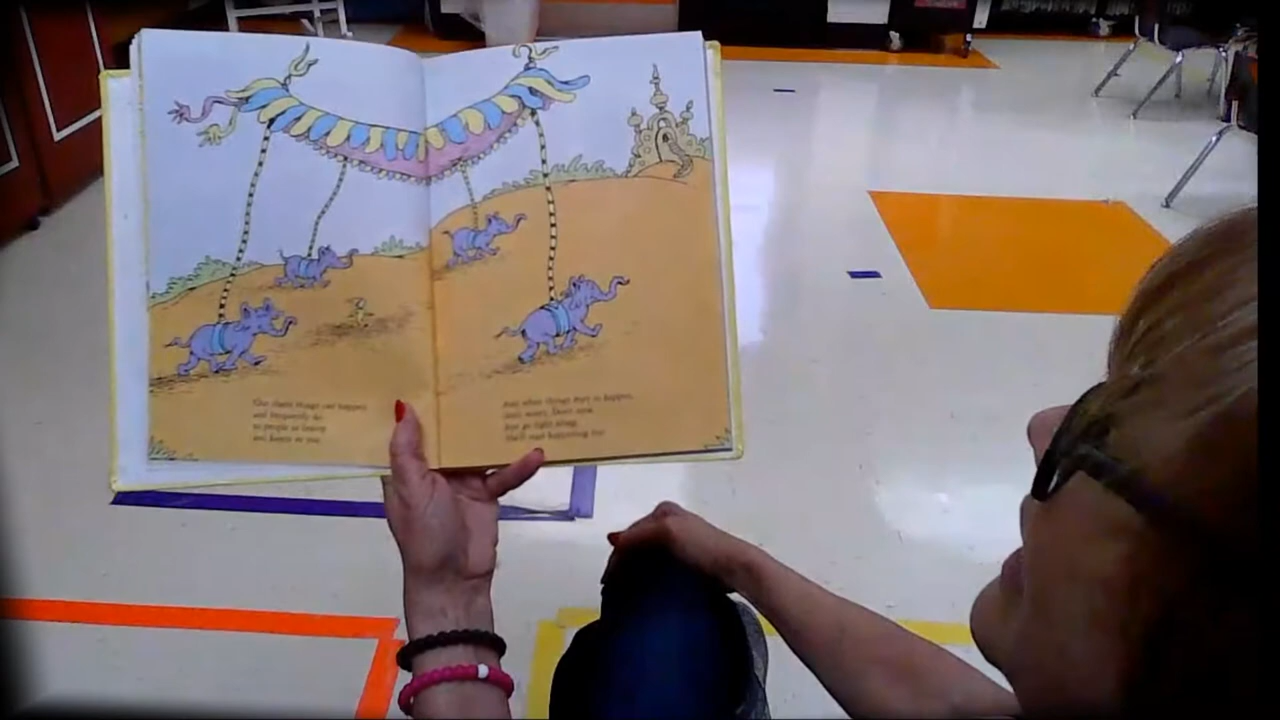 Out there things can happen
and frequently do
to people as brainy
and footsy as you.
And when things start to happen,
don't worry. Don't stew.
Just go right along.
You'll start happening too.